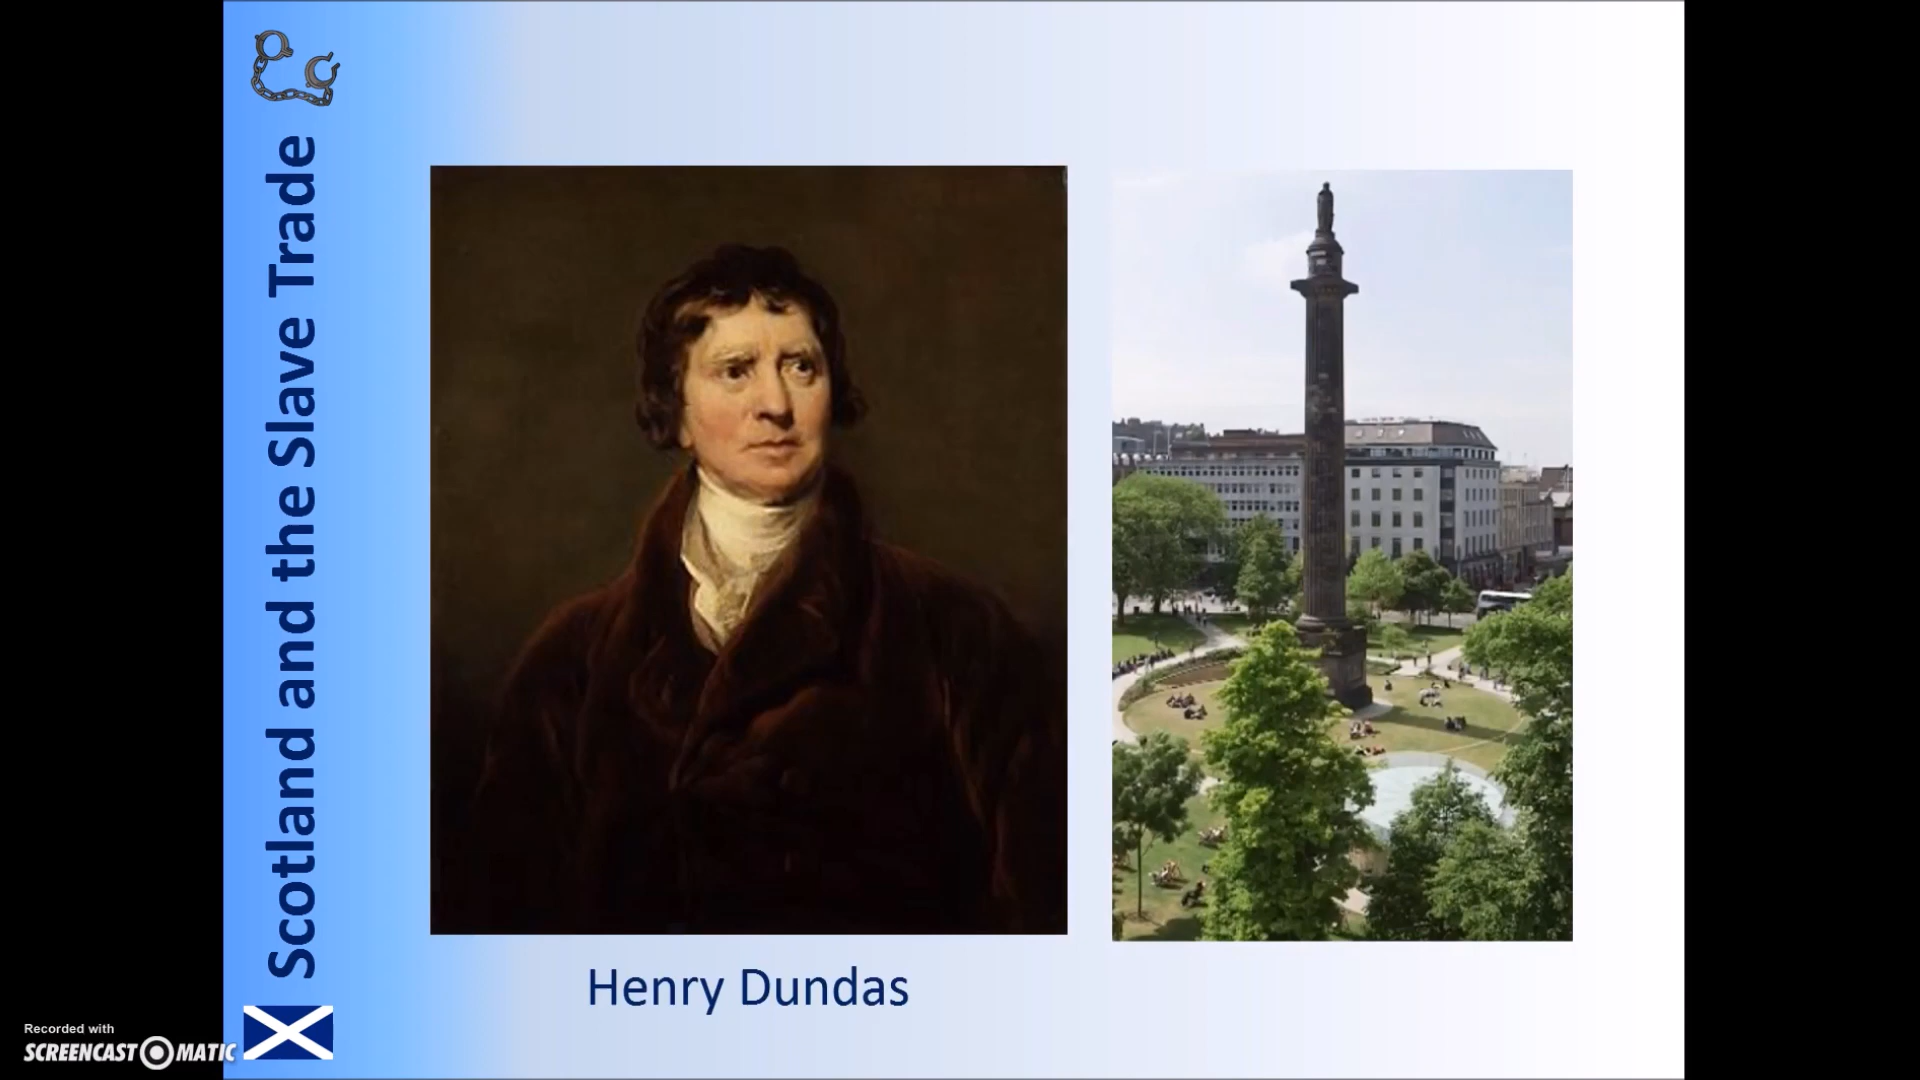 Scotland and the Slave Trade
Henry Dundas
Recorded with
SCREENCAST MATIC